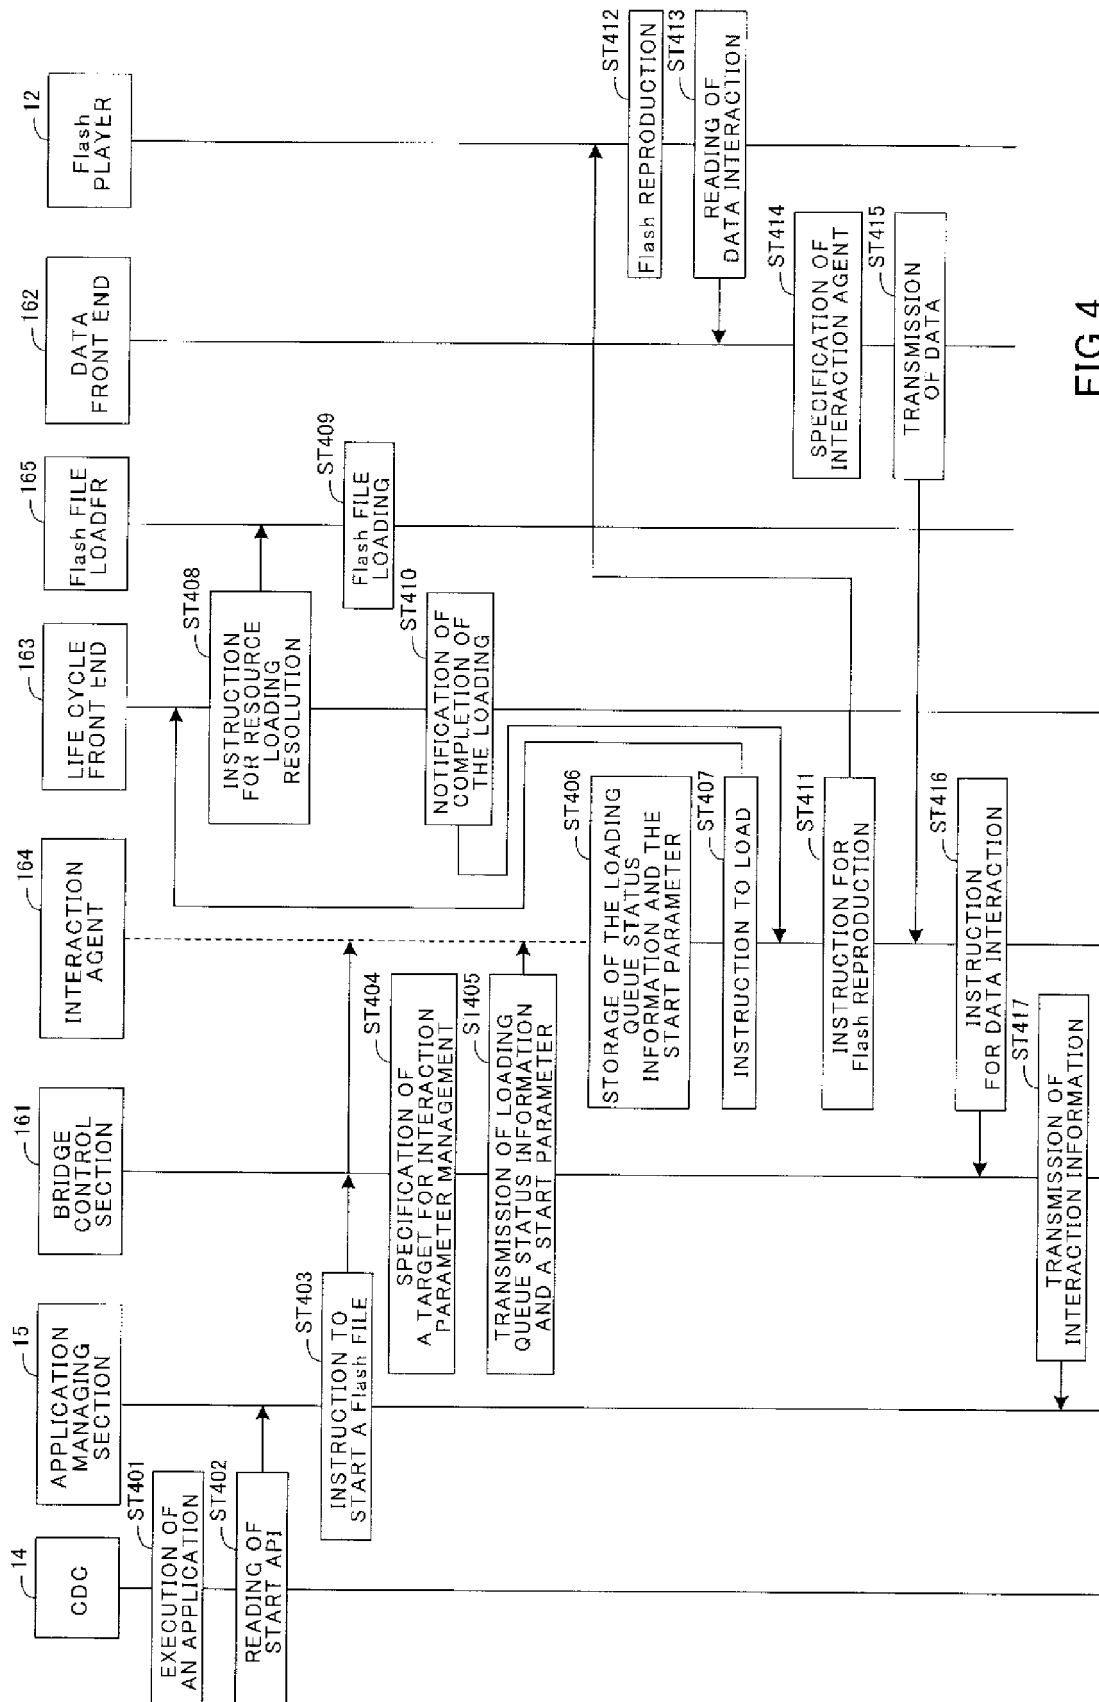 14
CDC
15
APPLICATION
MANAGING
SECTION
161
BRIDGE
CONTROL
SECTION
164
INTERACTION
AGENT
163
LIFE CYCLE
FRONT END
165
Flash FILE
LOADER
162
DATA
FRONT END
12
Flash
PLAYER
ST401
EXECUTION OF
AN APPLICATION
ST402
READING OF
START API
ST403
INSTRUCTION TO
START A Flash FILE
ST404
SPECIFICATION OF
A TARGET FOR INTERACTION
PARAMETER MANAGEMENT
ST405
TRANSMISSION OF LOADING
QUEUE STATUS INFORMATION
AND A START PARAMETER
ST406
STORAGE OF THE LOADING
QUEUE STATUS
INFORMATION AND THE
START PARAMETER
ST407
INSTRUCTION TO LOAD
ST408
INSTRUCTION
FOR RESOURCE
LOADING
RESOLUTION
ST409
Flash FILE
LOADING
ST410
NOTIFICATION OF
COMPLETION OF
THE LOADING
ST411
INSTRUCTION FOR
Flash REPRODUCTION
ST412
Flash REPRODUCTION
ST413
READING OF
DATA INTERACTION
ST414
SPECIFICATION OF
INTERACTION AGENT
ST415
TRANSMISSION
OF DATA
ST416
INSTRUCTION
FOR DATA INTERACTION
ST417
TRANSMISSION OF
INTERACTION INFORMATION
FIG.4